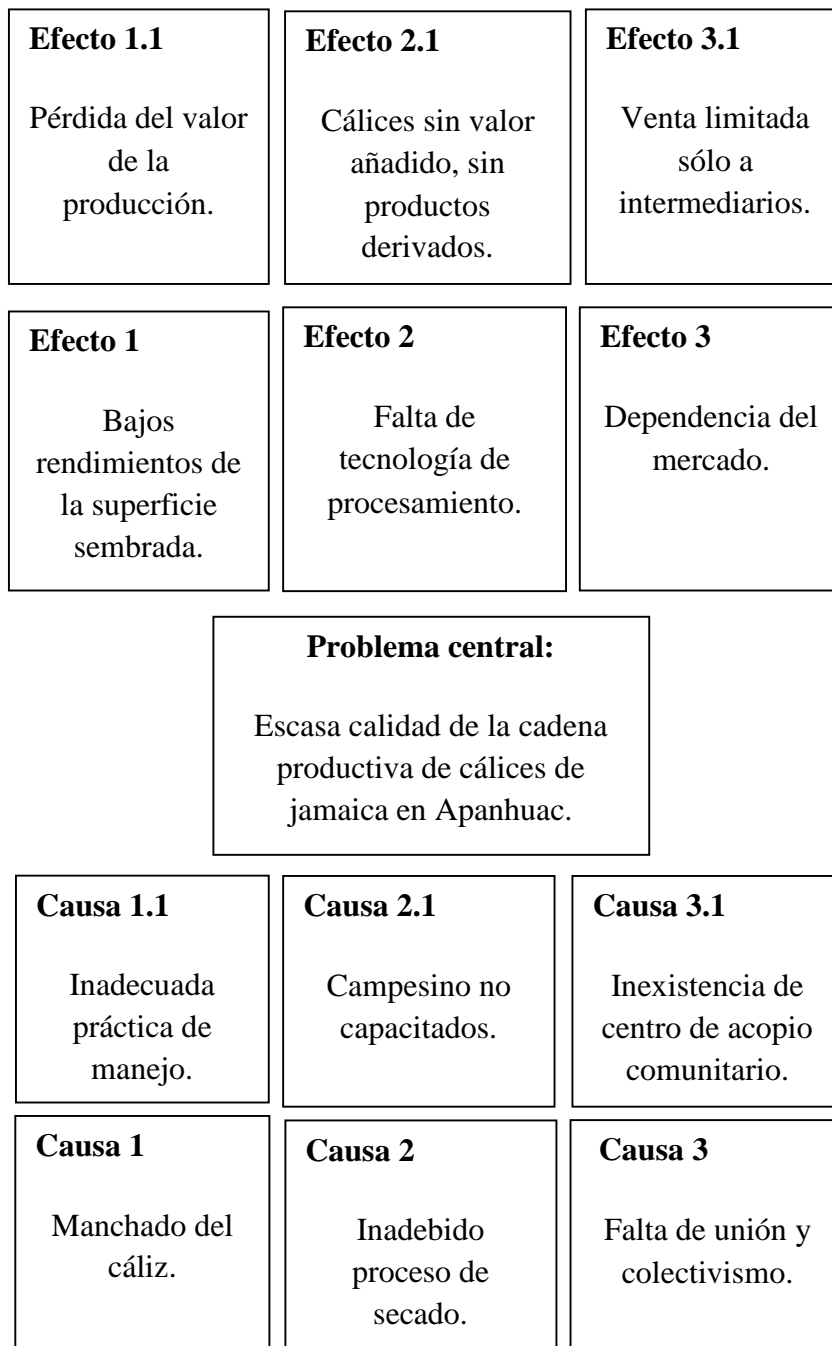 Efecto 1.1
Pérdida del valor
de la
producción.
Efecto 2.1
Cálices sin valor
añadido, sin
productos
derivados.
Efecto 3.1
Venta limitada
sólo a
intermediarios.
Efecto 1
Bajos
rendimientos de
la superficie
sembrada.
Efecto 2
Falta de
tecnología de
procesamiento.
Efecto 3
Dependencia del
mercado.
Problema central:
Escasa calidad de la cadena
productiva de cálices de
jamaica en Apanhuac.
Causa 1.1
Inadecuada
práctica de
manejo.
Causa 2.1
Campesino no
capacitados.
Causa 3.1
Inexistencia de
centro de acopio
comunitario.
Causa 1
Manchado del
cáliz.
Causa 2
Inadebido
proceso de
secado.
Causa 3
Falta de unión y
colectivismo.